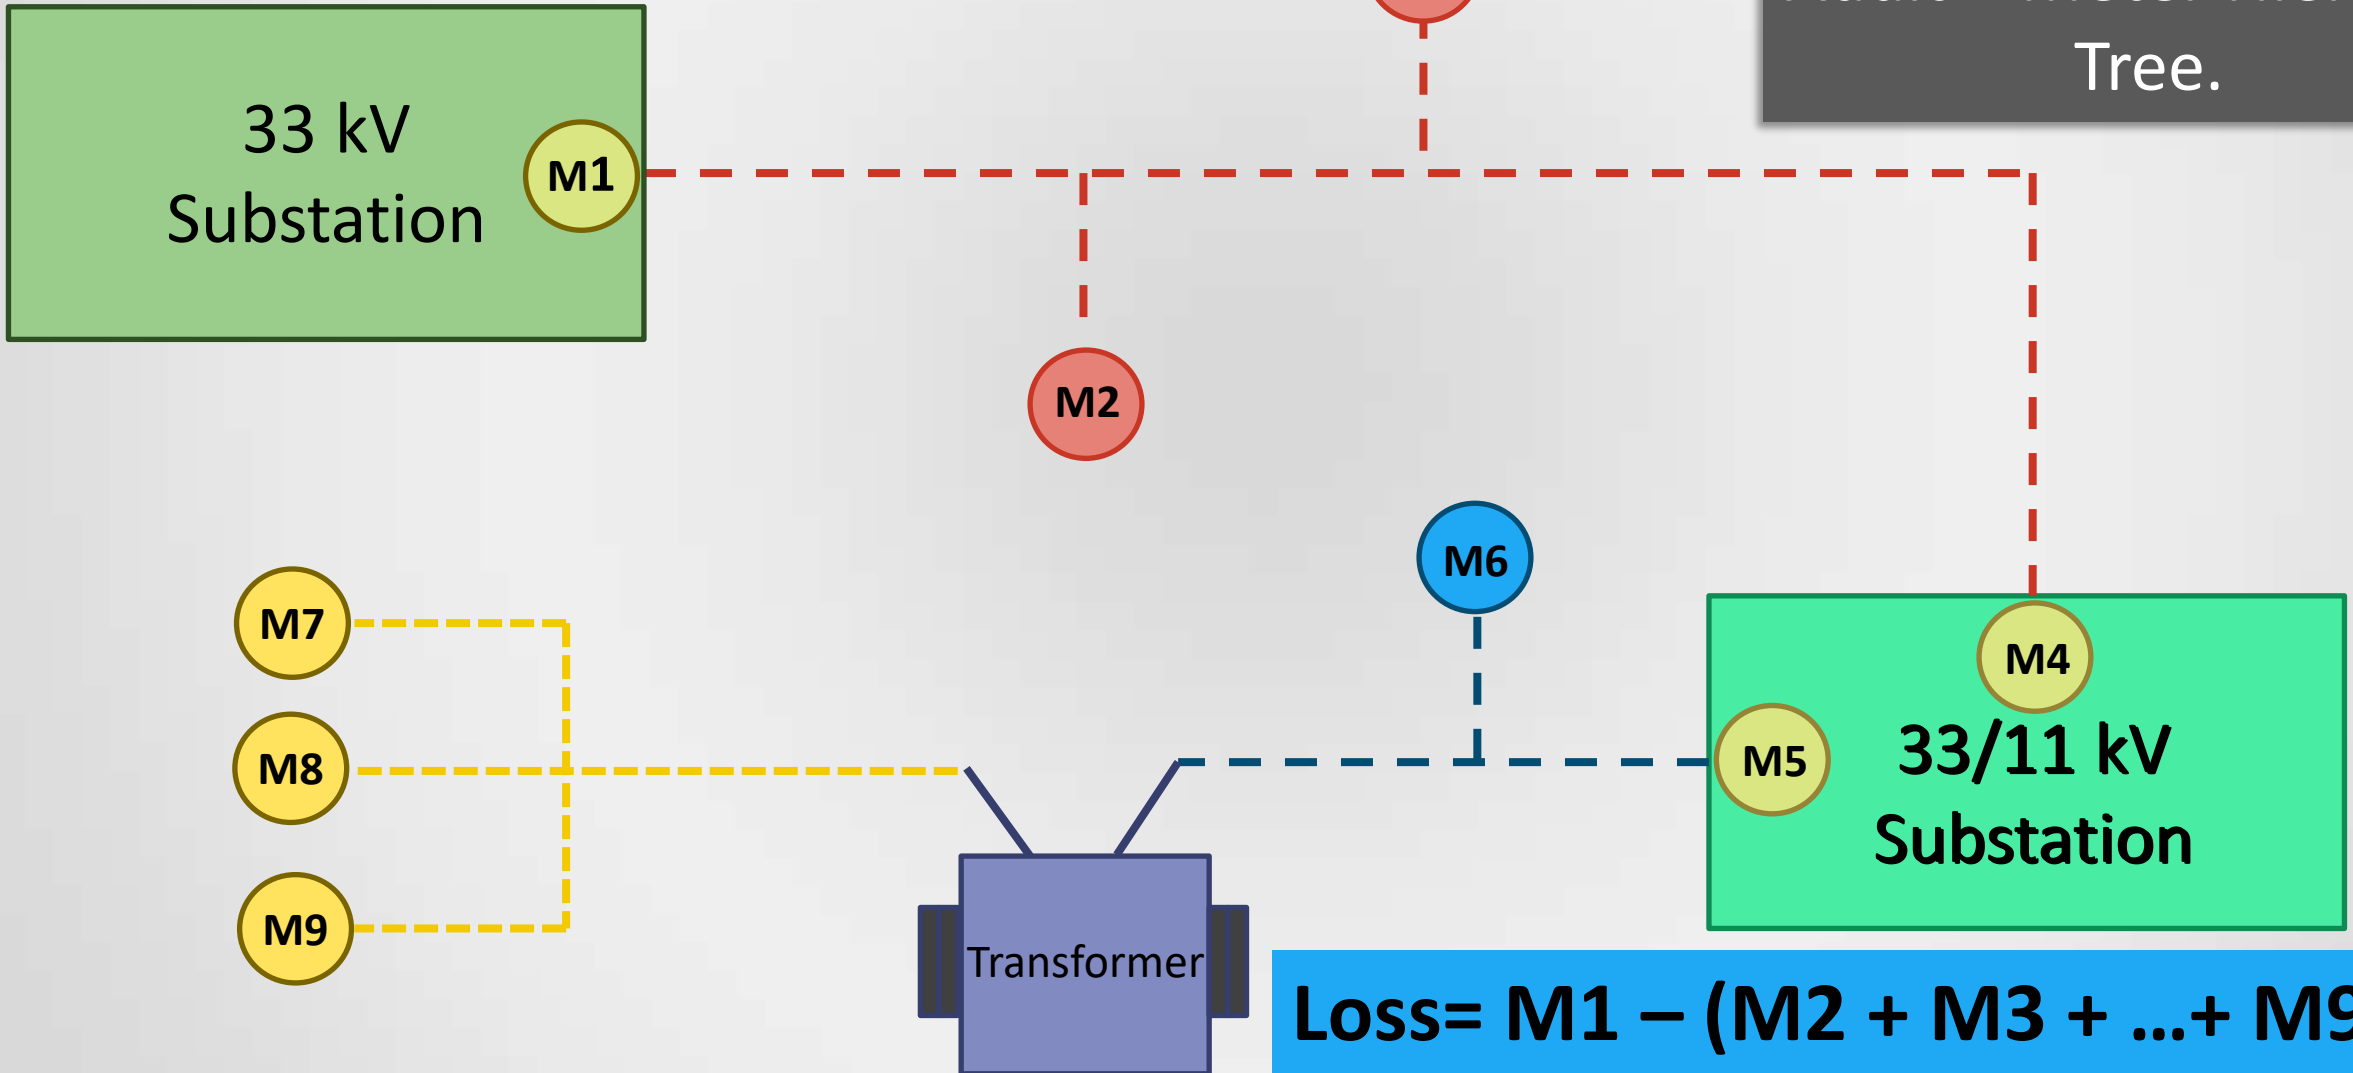 Tree.
33 kV
Substation
M1
M2
M6
M7
M8
M9
M4
M5
33/11 kV
Substation
Transformer
Loss= M1 – (M2 + M3 + ...+ M9